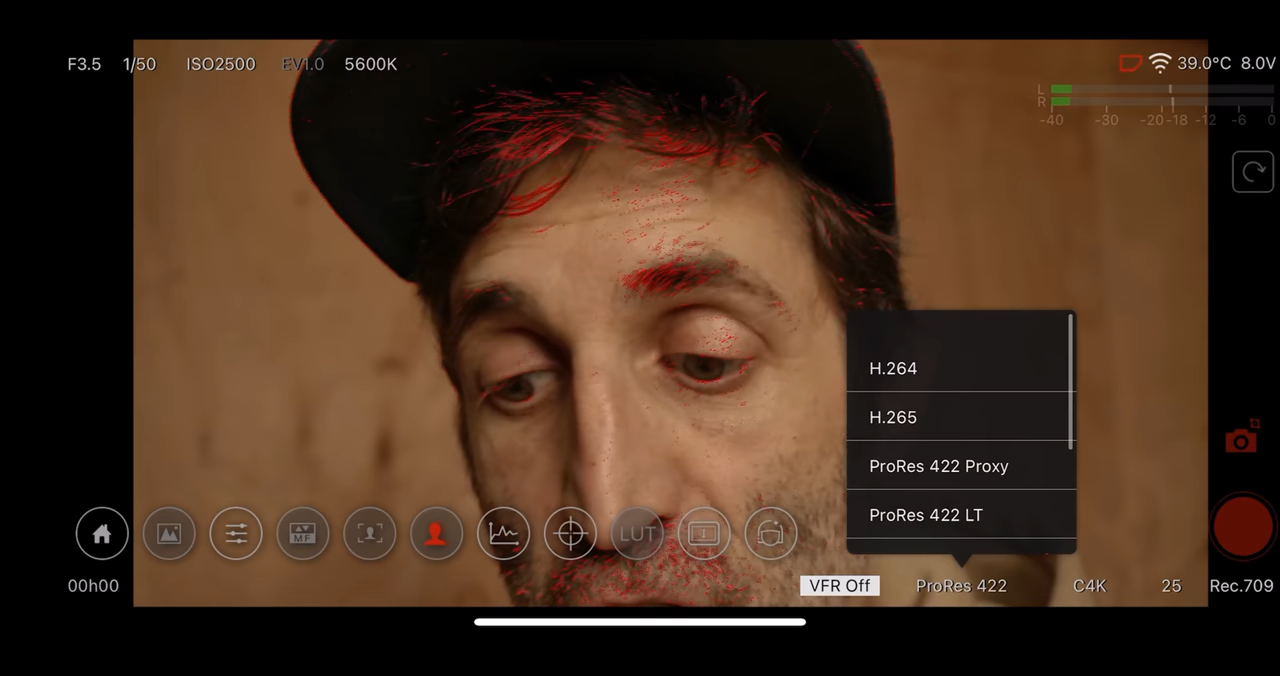 F3.5 1/50 ISO2500 EV1.0 5600K 39.0°C 8.0V
L
R
-40 -30 -20 -18 -12 -6 0
H.264
H.265
ProRes 422 Proxy
ProRes 422 LT
MF LUT 1
00h00 VFR Off ProRes 422 C4K 25 Rec.709